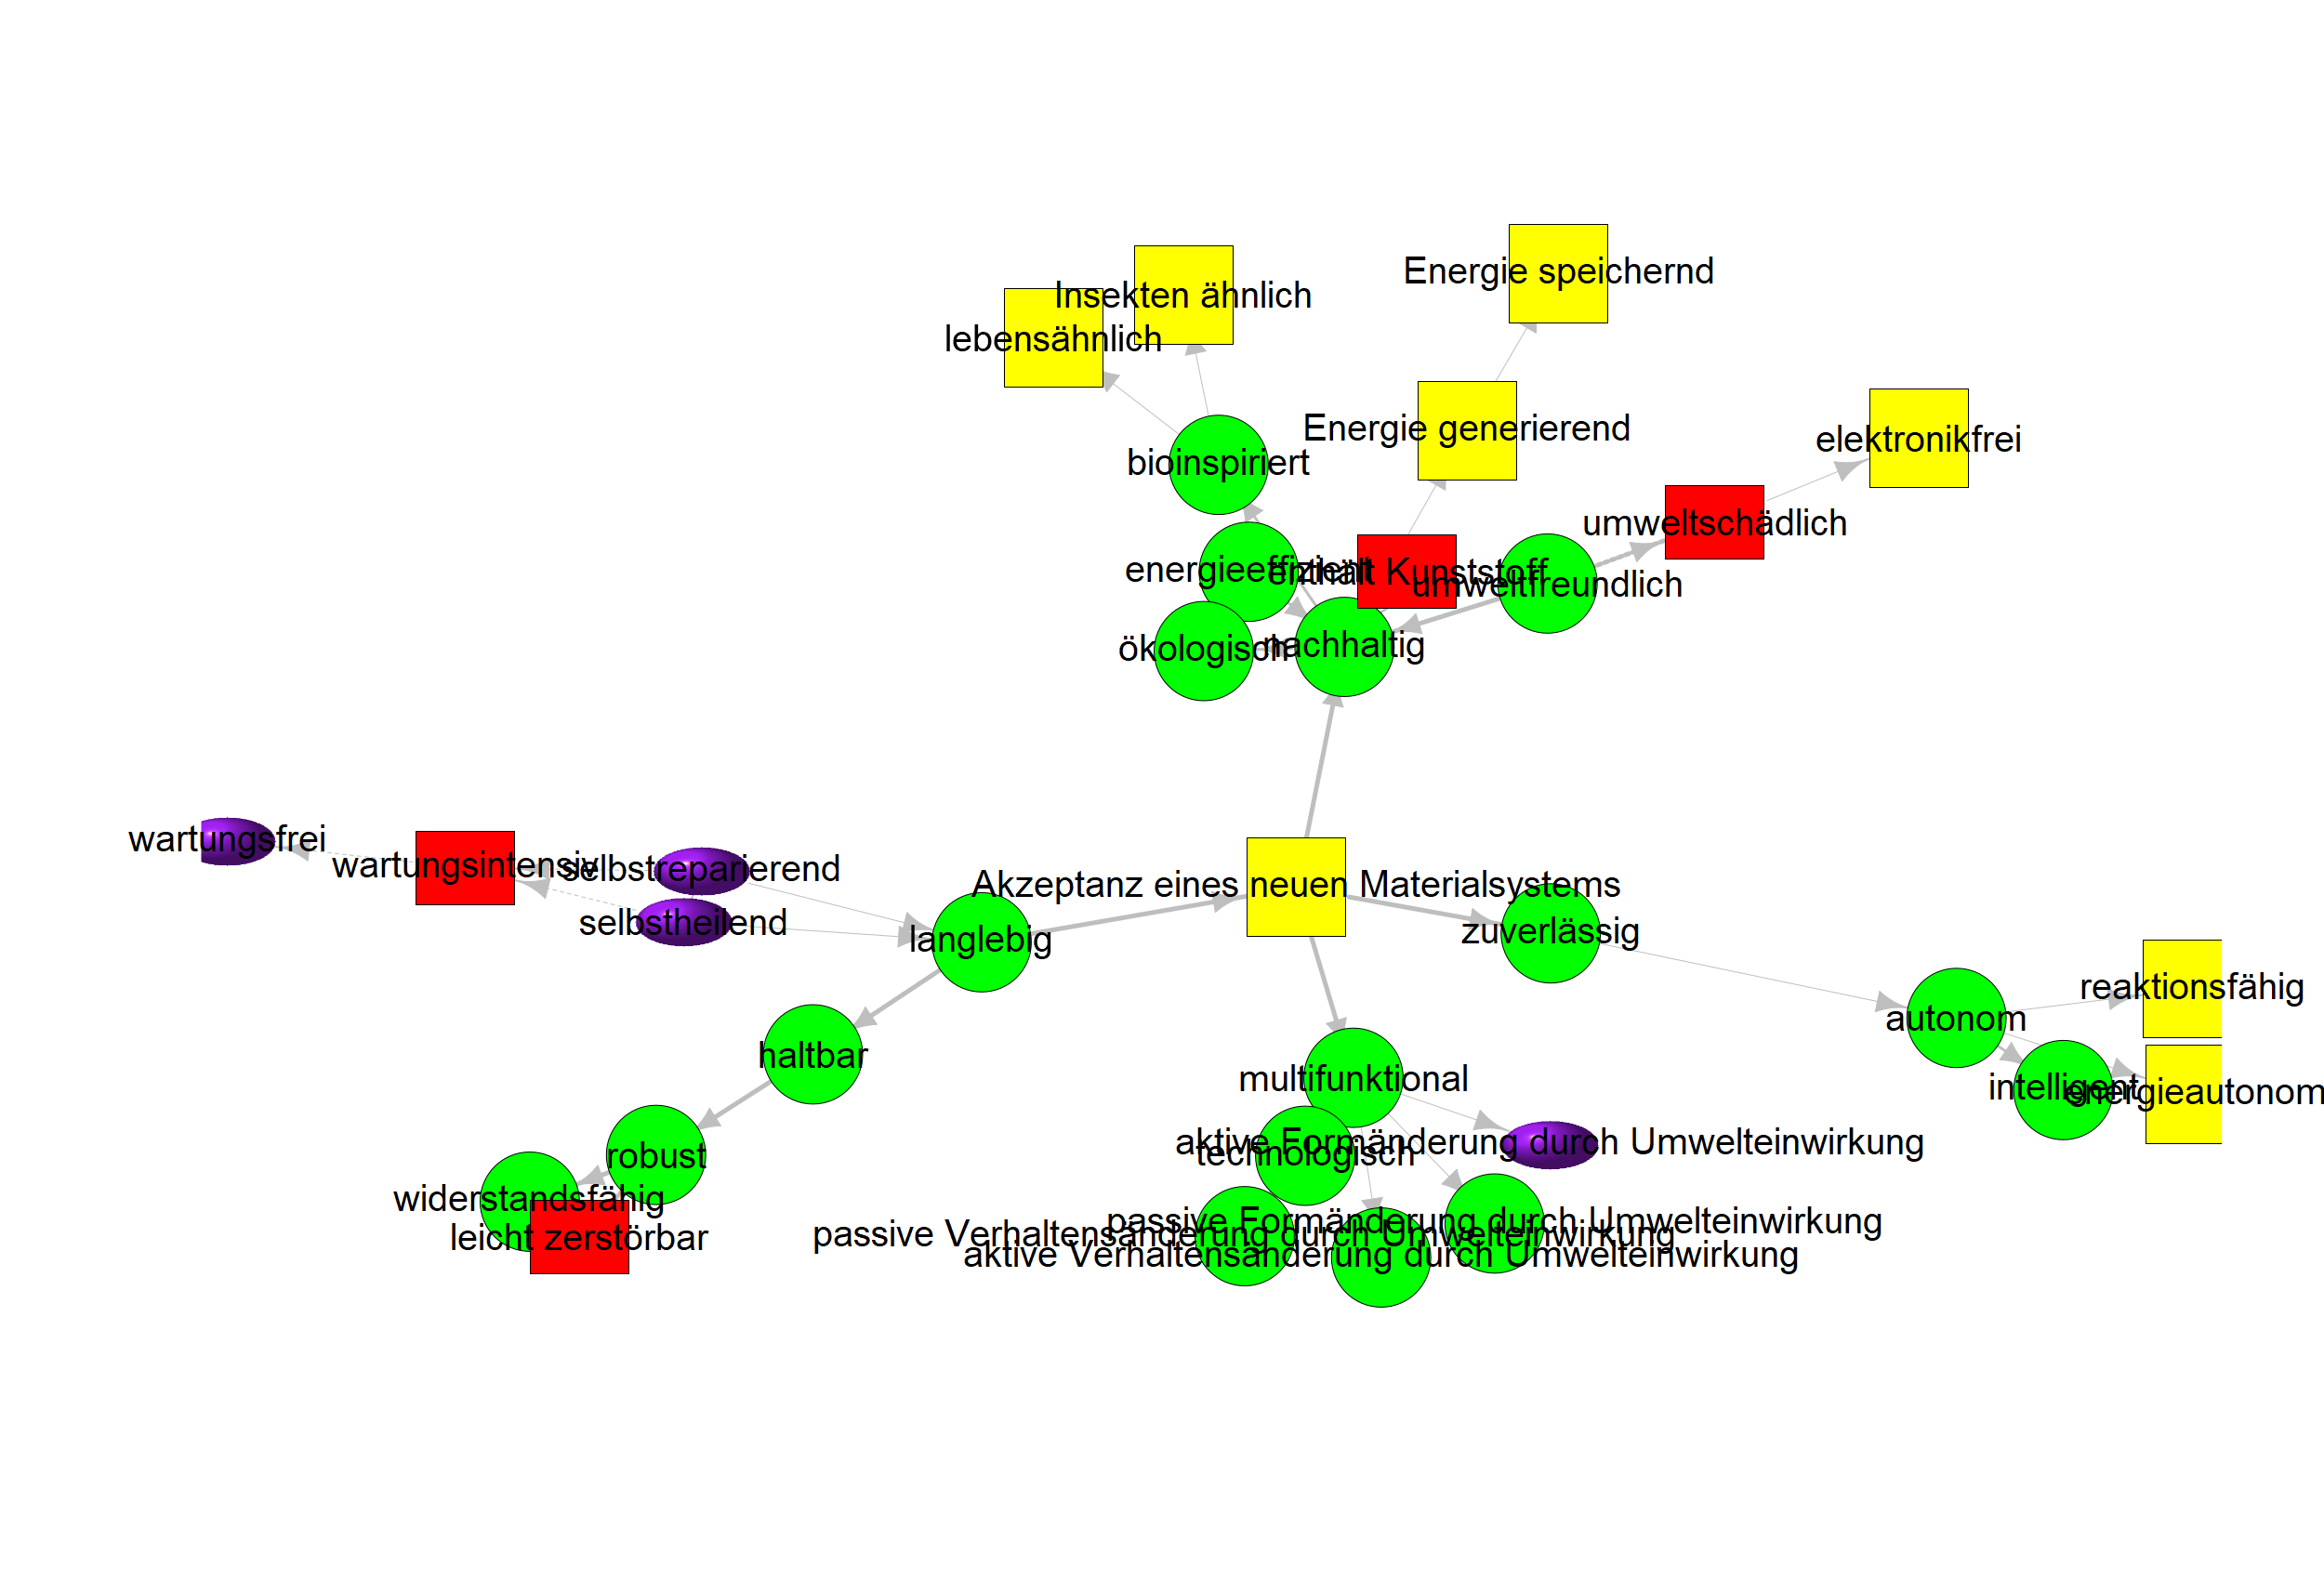 Energie speichernd
Insekten ähnlich
lebensähnlich
Energie generierend
elektronikfrei
bioinspiriert
umweltschädlich
energieeffizient
enthält Kunststoff
umweltfreundlich
ökologisch
nachhaltig
wartungsfrei
wartungsintensiv
selbstreparierend
Akzeptanz eines neuen Materialsystems
selbstheilend
langlebig
zuverlässig
reaktionsfähig
autonom
haltbar
multifunktional
intelligent
energieautonom
aktive Formänderung durch Umwelteinwirkung
technologisch
robust
widerstandsfähig
passive Formänderung durch Umwelteinwirkung
passive Verhaltensänderung durch Umwelteinwirkung
leicht zerstörbar
aktive Verhaltensänderung durch Umwelteinwirkung